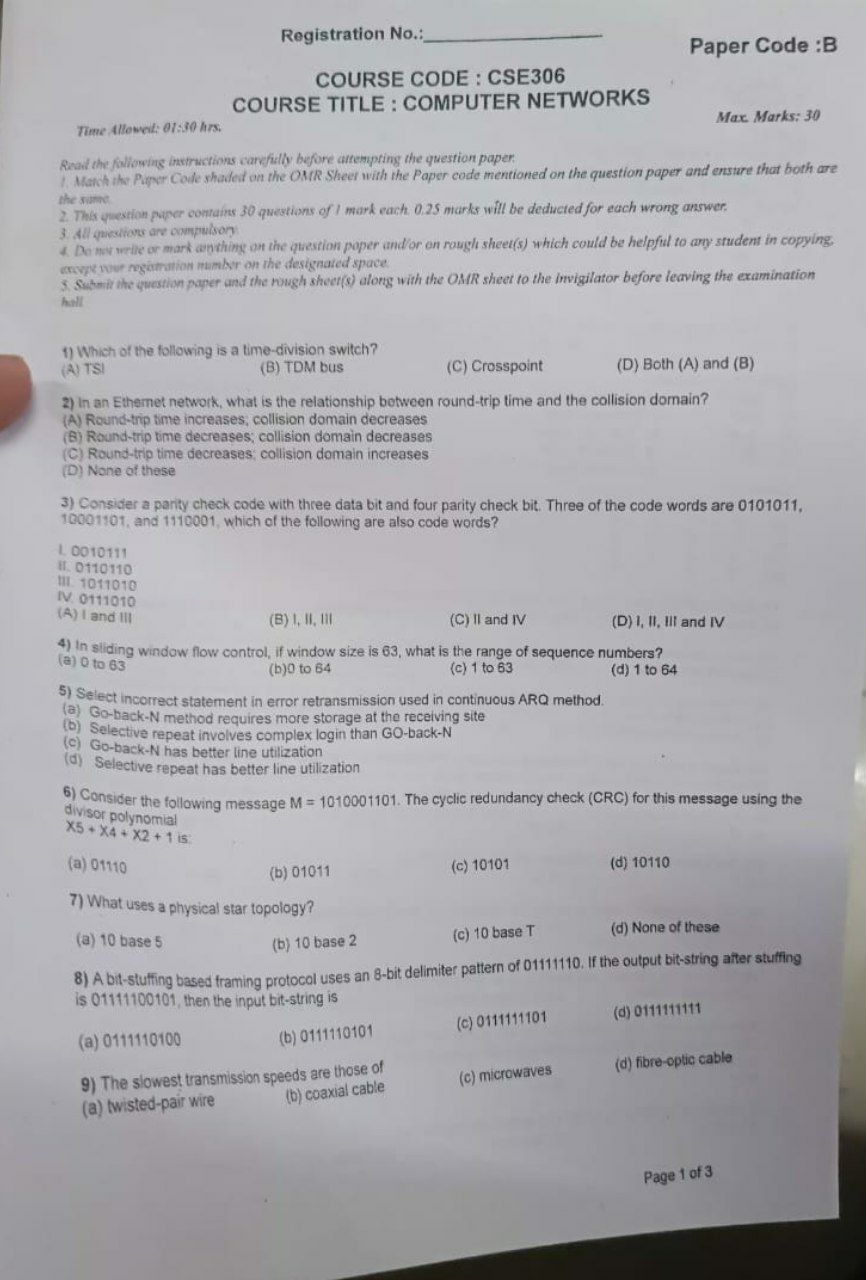 Registration No.:
Paper Code :B
COURSE CODE : CSE306
COURSE TITLE : COMPUTER NETWORKS
Time Allowed: 01:30 hrs.
Max. Marks: 30
Read the following instructions carefully before attempting the question paper.
1. Match the Paper Code shaded on the OMR Sheet with the Paper code mentioned on the question paper and ensure that both are
the same.
2. This question paper contains 30 questions of 1 mark each. 0.25 marks will be deducted for each wrong answer.
3. All questions are compulsory.
4. Do not write or mark anything on the question paper and/or on rough sheet(s) which could be helpful to any student in copying,
except your registration number on the designated space.
5. Submit the question paper and the rough sheet(s) along with the OMR sheet to the invigilator before leaving the examination
hall.
1) Which of the following is a time-division switch?
(A) TSI (B) TDM bus (C) Crosspoint (D) Both (A) and (B)
2) In an Ethernet network, what is the relationship between round-trip time and the collision domain?
(A) Round-trip time increases; collision domain decreases
(B) Round-trip time decreases; collision domain decreases
(C) Round-trip time decreases; collision domain increases
(D) None of these
3) Consider a parity check code with three data bit and four parity check bit. Three of the code words are 0101011,
10001101, and 1110001, which of the following are also code words?
I. 0010111
II. 0110110
III. 1011010
IV. 0111010
(A) I and III (B) I, II, III (C) II and IV (D) I, II, III and IV
4) In sliding window flow control, if window size is 63, what is the range of sequence numbers?
(a) 0 to 63 (b)0 to 64 (c) 1 to 63 (d) 1 to 64
5) Select incorrect statement in error retransmission used in continuous ARQ method.
(a) Go-back-N method requires more storage at the receiving site
(b) Selective repeat involves complex login than GO-back-N
(c) Go-back-N has better line utilization
(d) Selective repeat has better line utilization
6) Consider the following message M = 1010001101. The cyclic redundancy check (CRC) for this message using the
divisor polynomial
X5 + X4 + X2 + 1 is:
(a) 01110 (b) 01011 (c) 10101 (d) 10110
7) What uses a physical star topology?
(a) 10 base 5 (b) 10 base 2 (c) 10 base T (d) None of these
8) A bit-stuffing based framing protocol uses an 8-bit delimiter pattern of 01111110. If the output bit-string after stuffing
is 01111100101, then the input bit-string is
(a) 0111110100 (b) 0111110101 (c) 0111111101 (d) 0111111111
9) The slowest transmission speeds are those of
(a) twisted-pair wire (b) coaxial cable (c) microwaves (d) fibre-optic cable
Page 1 of 3